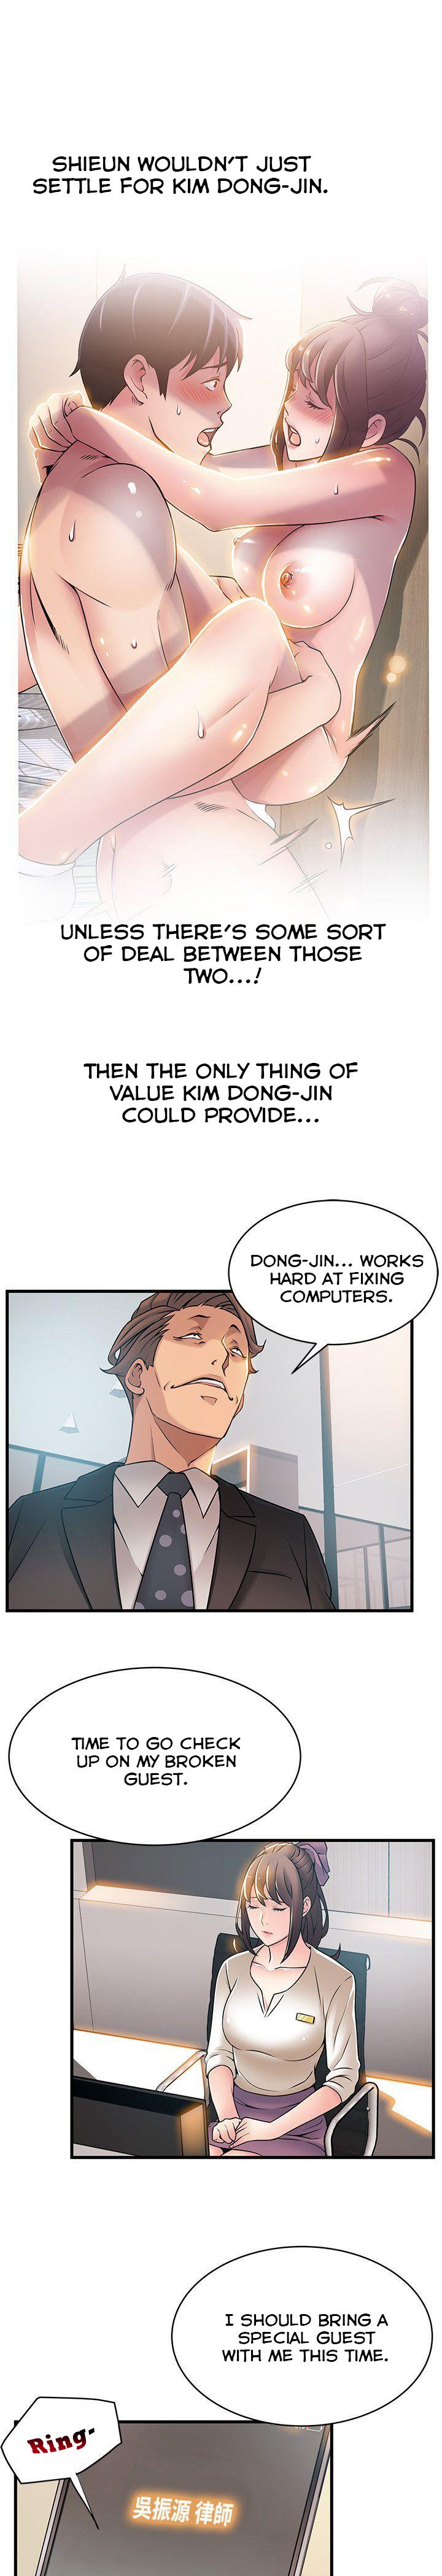 SHIEUN WOULDN'T JUST
SETTLE FOR KIM DONG-JIN.
UNLESS THERE'S SOME SORT
OF DEAL BETWEEN THOSE
TWO...!
THEN THE ONLY THING OF
VALUE KIM DONG-JIN
COULD PROVIDE...
DONG-JIN... WORKS
HARD AT FIXING
COMPUTERS.
TIME TO GO CHECK
UP ON MY BROKEN
GUEST.
I SHOULD BRING A
SPECIAL GUEST
WITH ME THIS TIME.
Ring-
吳振源 律師